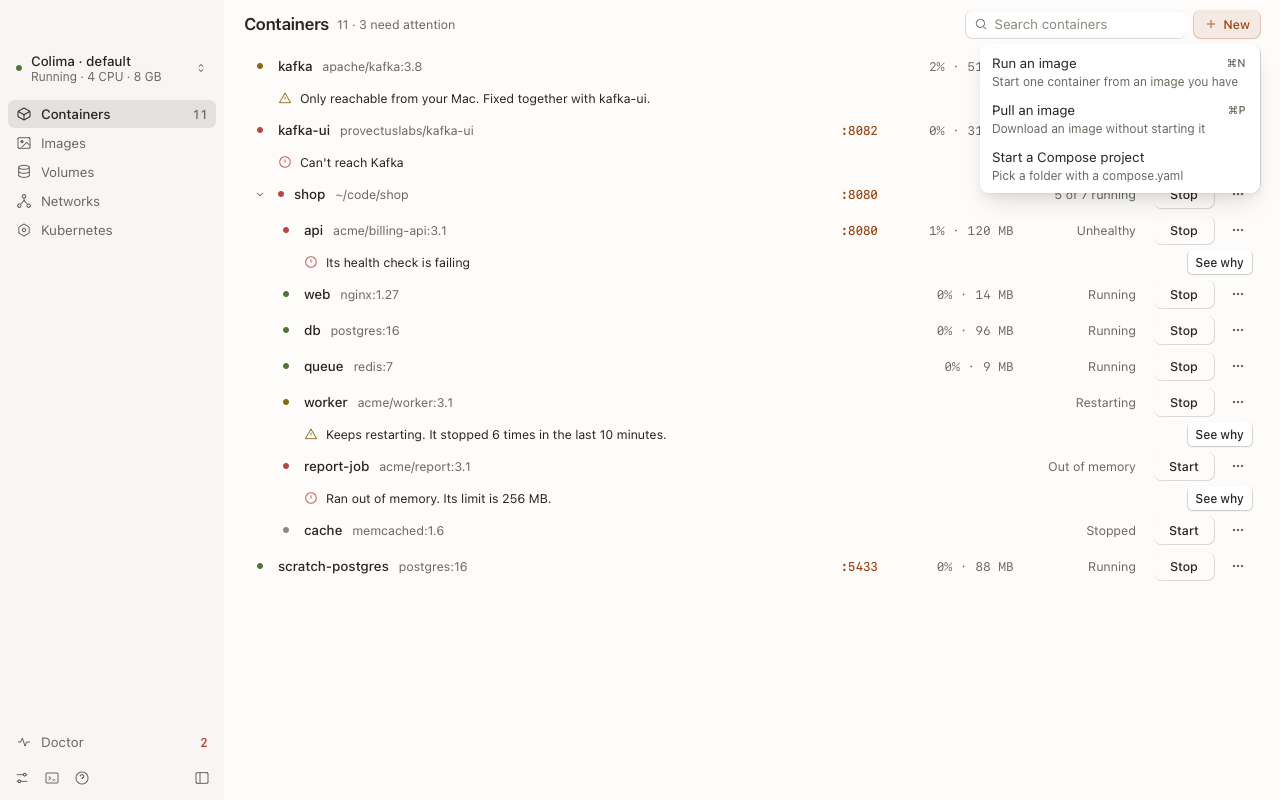 Containers 11 · 3 need attention
Search containers
+ New
Colima · default
Running · 4 CPU · 8 GB
Containers 11
Images
Volumes
Networks
Kubernetes
Doctor 2
Run an image ⌘N
Start one container from an image you have
Pull an image ⌘P
Download an image without starting it
Start a Compose project
Pick a folder with a compose.yaml
kafka apache/kafka:3.8 2% ·
Only reachable from your Mac. Fixed together with kafka-ui.
kafka-ui provectuslabs/kafka-ui :8082 0% ·
Can't reach Kafka
shop ~/code/shop :8080 5 of 7 running Stop
api acme/billing-api:3.1 :8080 1% · 120 MB Unhealthy Stop
Its health check is failing See why
web nginx:1.27 0% · 14 MB Running Stop
db postgres:16 0% · 96 MB Running Stop
queue redis:7 0% · 9 MB Running Stop
worker acme/worker:3.1 Restarting Stop
Keeps restarting. It stopped 6 times in the last 10 minutes. See why
report-job acme/report:3.1 Out of memory Start
Ran out of memory. Its limit is 256 MB. See why
cache memcached:1.6 Stopped Start
scratch-postgres postgres:16 :5433 0% · 88 MB Running Stop